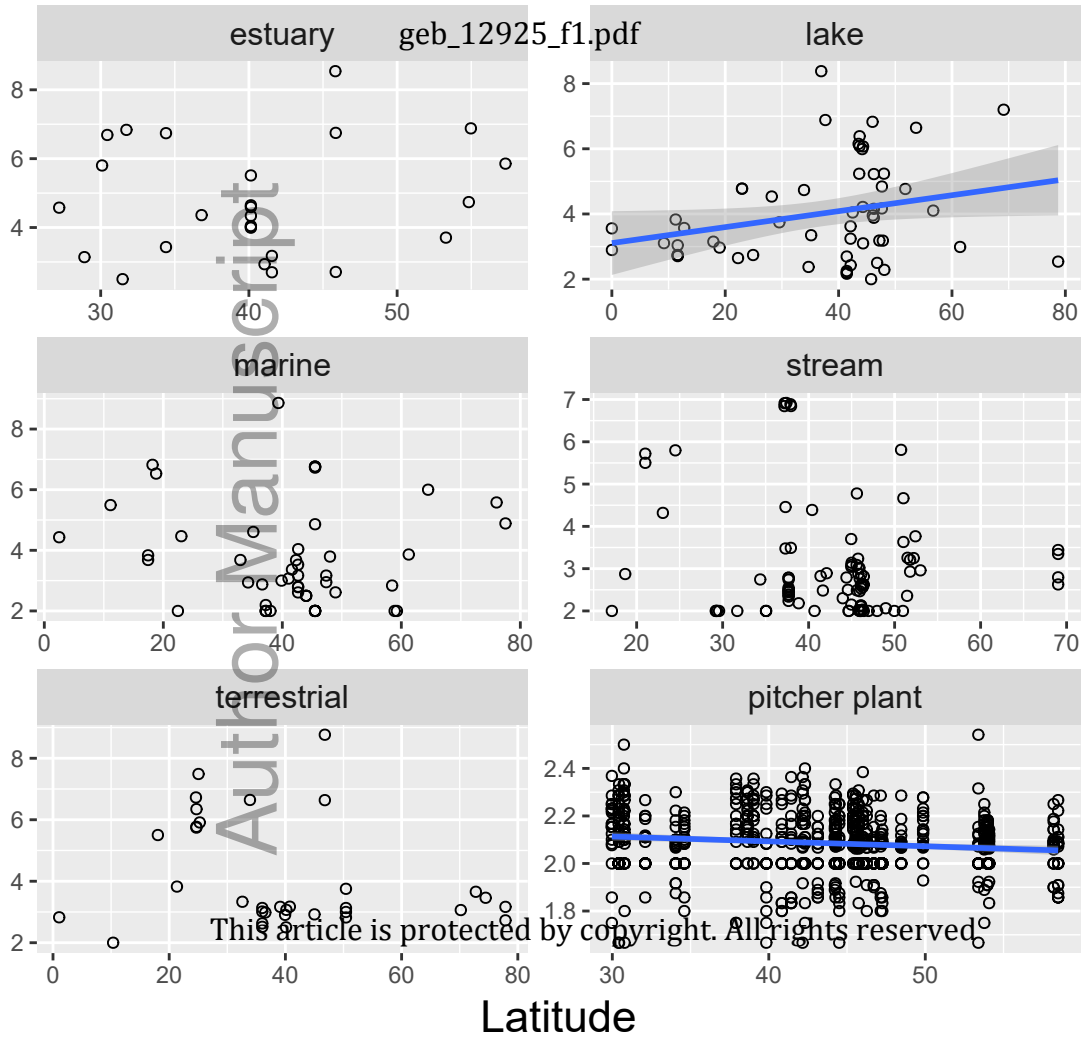 geb_12925_f1.pdf
estuary
8
6
4
30 40 50
lake
8
6
4
2
0 20 40 60 80
marine
8
6
4
2
0 20 40 60 80
stream
7
6
5
4
3
2
20 30 40 50 60 70
terrestrial
8
6
4
2
0 20 40 60 80
pitcher plant
2.4
2.2
2.0
1.8
30 40 50
Latitude
Author Manuscript
This article is protected by copyright. All rights reserved